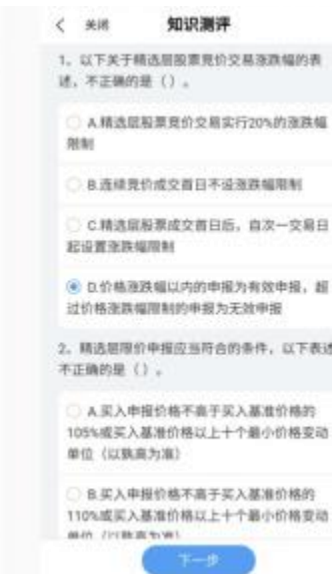 关闭 知识测评
1、以下关于精选层股票竞价交易涨跌幅的表
述，不正确的是（）。
A.精选层股票竞价交易实行20%的涨跌幅
限制
B.连续竞价成交首日不设涨跌幅限制
C.精选层股票成交首日后，自次一交易日
起设置涨跌幅限制
D.价格涨跌幅以内的申报为有效申报，超
过价格涨跌幅限制的申报为无效申报
2、精选层限价申报应当符合的条件，以下表述
不正确的是（）。
A.买入申报价格不高于买入基准价格的
105%或买入基准价格以上十个最小价格变动
单位（以孰高为准）
B.买入申报价格不高于买入基准价格的
110%或买入基准价格以上十个最小价格变动
单位（以孰高为准）
下一步